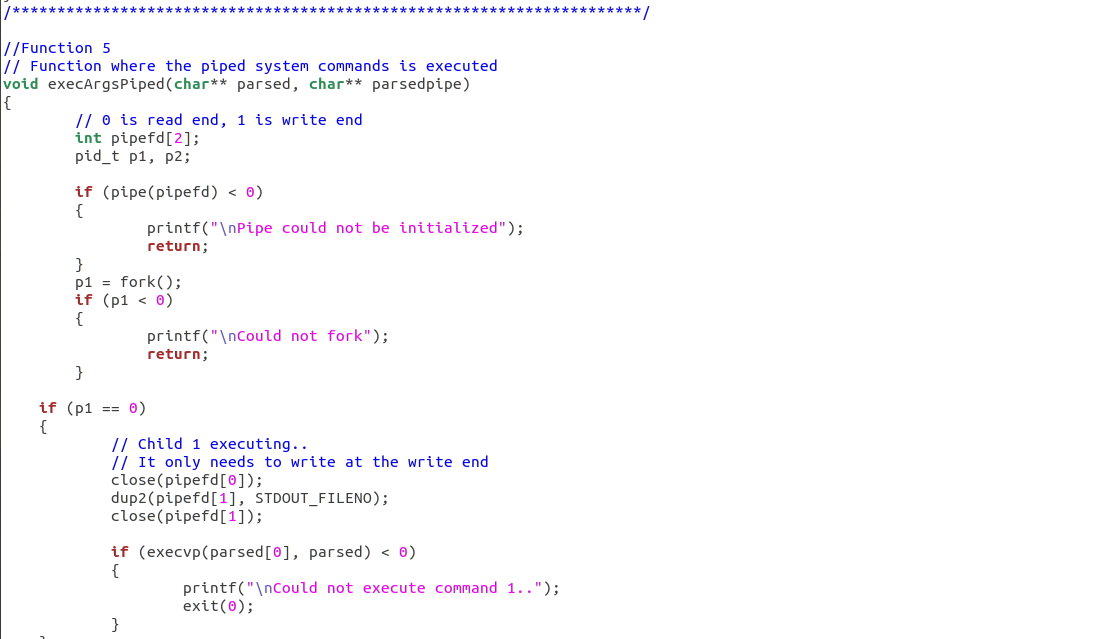 /**********************************************************************/
//Function 5
// Function where the piped system commands is executed
void execArgsPiped(char** parsed, char** parsedpipe)
{
        // 0 is read end, 1 is write end
        int pipefd[2];
        pid_t p1, p2;

        if (pipe(pipefd) < 0)
        {
                printf("\nPipe could not be initialized");
                return;
        }
        p1 = fork();
        if (p1 < 0)
        {
                printf("\nCould not fork");
                return;
        }

    if (p1 == 0)
    {
            // Child 1 executing..
            // It only needs to write at the write end
            close(pipefd[0]);
            dup2(pipefd[1], STDOUT_FILENO);
            close(pipefd[1]);

            if (execvp(parsed[0], parsed) < 0)
            {
                    printf("\nCould not execute command 1..");
                    exit(0);
            }